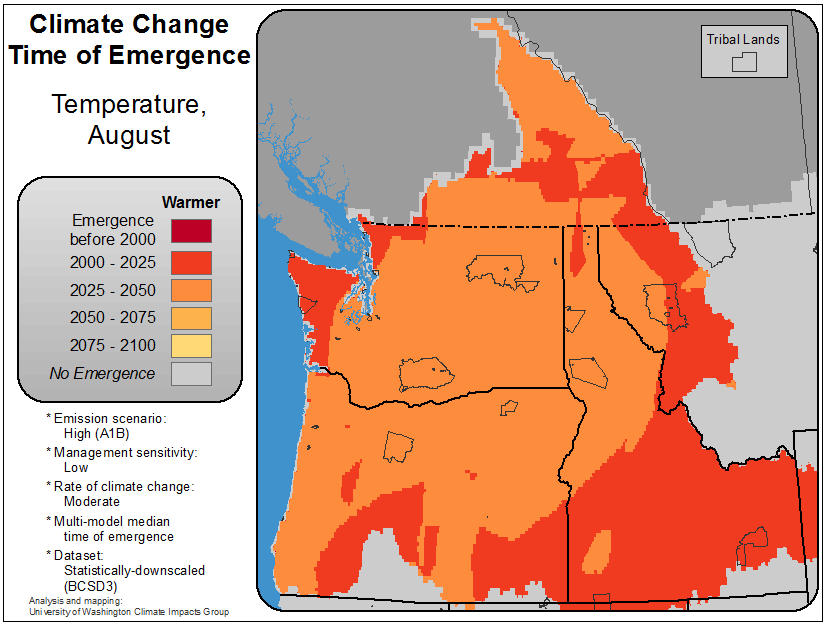 Climate Change
Time of Emergence
Temperature,
August
Warmer
Emergence
before 2000
2000 - 2025
2025 - 2050
2050 - 2075
2075 - 2100
No Emergence
* Emission scenario:
High (A1B)
* Management sensitivity:
Low
* Rate of climate change:
Moderate
* Multi-model median
time of emergence
* Dataset:
Statistically-downscaled
(BCSD3)
Analysis and mapping:
University of Washington Climate Impacts Group
Tribal Lands